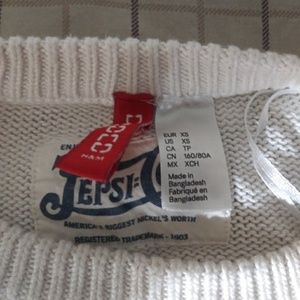 H&M
EN
PEPSI=C
AMERICA'S BIGGEST NICKEL'S WORTH
REGISTERED TRADEMARK - 1903
EUR XS
US XS
CA TP
CN 160/80A
MX XCH
Made in
Bangladesh
Fabriqué en
Bangladesh